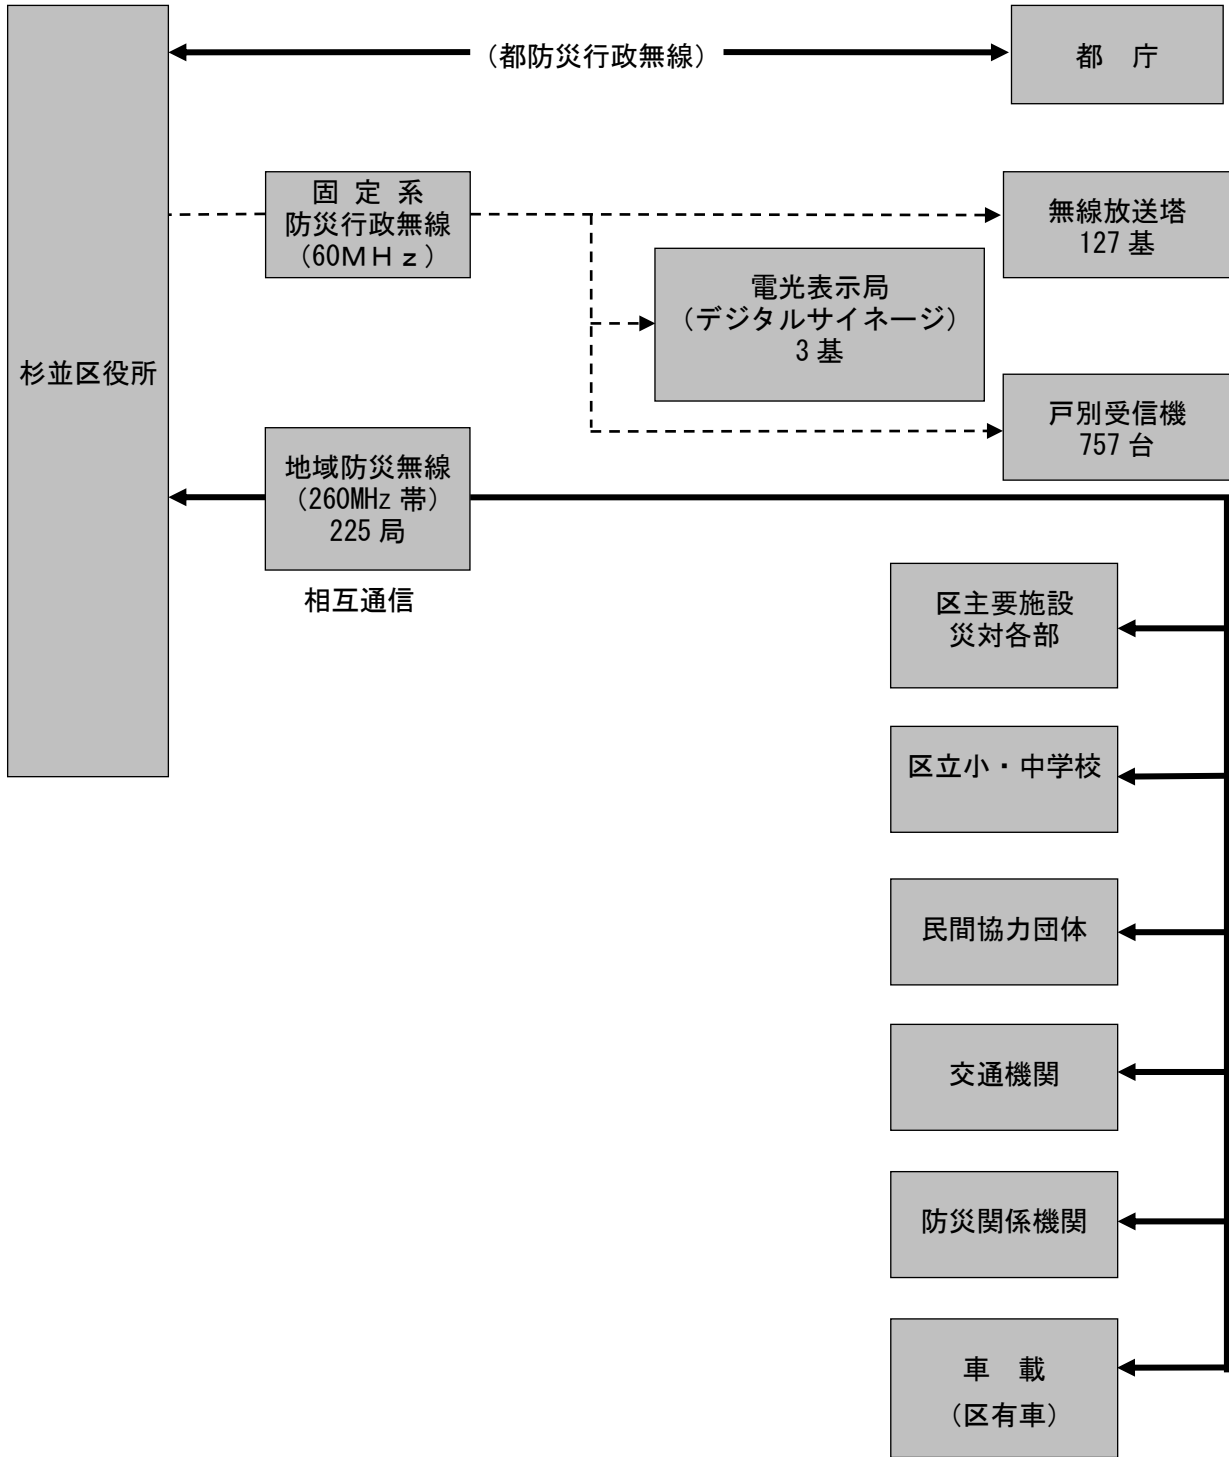 （都防災行政無線）
都　庁
固 定 系
防災行政無線
（60ＭＨｚ）
無線放送塔
127 基
電光表示局
（デジタルサイネージ）
3 基
杉並区役所
戸別受信機
757 台
地域防災無線
（260MHz 帯）
225 局
相互通信
区主要施設
災対各部
区立小・中学校
民間協力団体
交通機関
防災関係機関
車　載
（区有車）